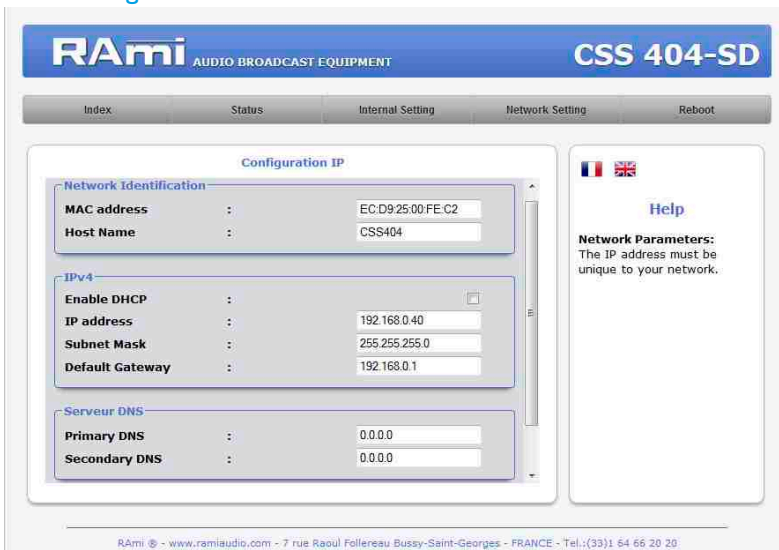 RAmi AUDIO BROADCAST EQUIPMENT CSS 404-SD
Index Status Internal Setting Network Setting Reboot
Configuration IP
Network Identification
MAC address : EC:D9:25:00:FE:C2
Host Name : CSS404
IPv4
Enable DHCP :
IP address : 192.168.0.40
Subnet Mask : 255.255.255.0
Default Gateway : 192.168.0.1
Serveur DNS
Primary DNS : 0.0.0.0
Secondary DNS : 0.0.0.0
Help
Network Parameters:
The IP address must be
unique to your network.
RAmi ® - www.ramiaudio.com - 7 rue Raoul Follereau Bussy-Saint-Georges - FRANCE - Tel.:(33)1 64 66 20 20